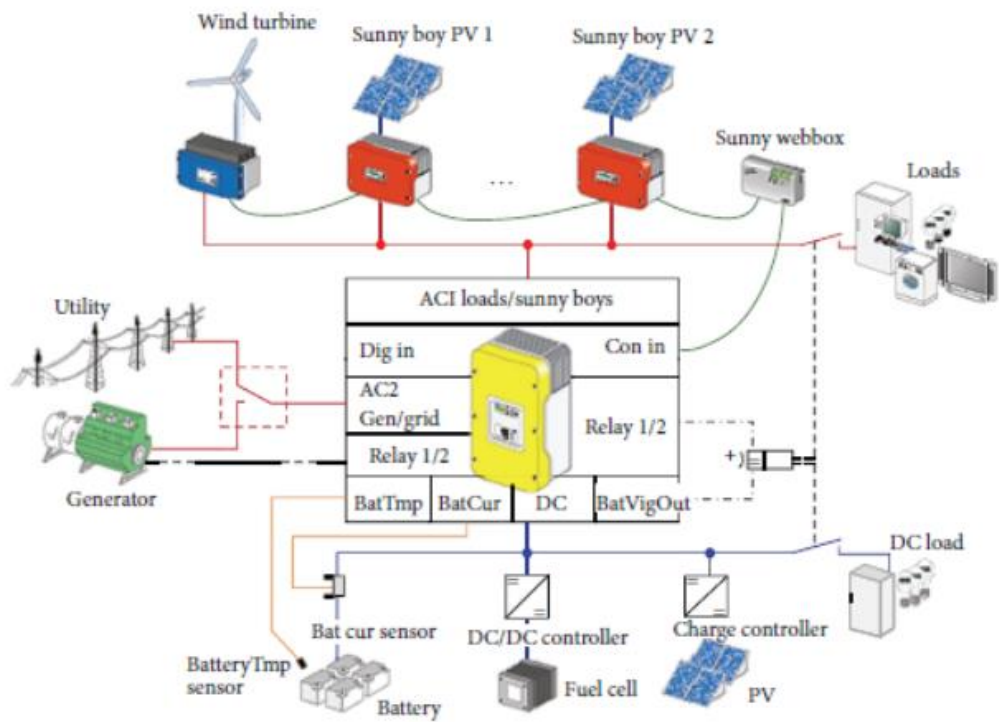 Wind turbine
Sunny boy PV 1
Sunny boy PV 2
Sunny webbox
Loads
...
ACI loads/sunny boys
Utility
Dig in
Con in
AC2
Gen/grid
Relay 1/2
Relay 1/2
+
Generator
BatTmp
BatCur
DC
BatVigOut
DC load
Bat cur sensor
DC/DC controller
Charge controller
BatteryTmp
sensor
Battery
Fuel cell
PV